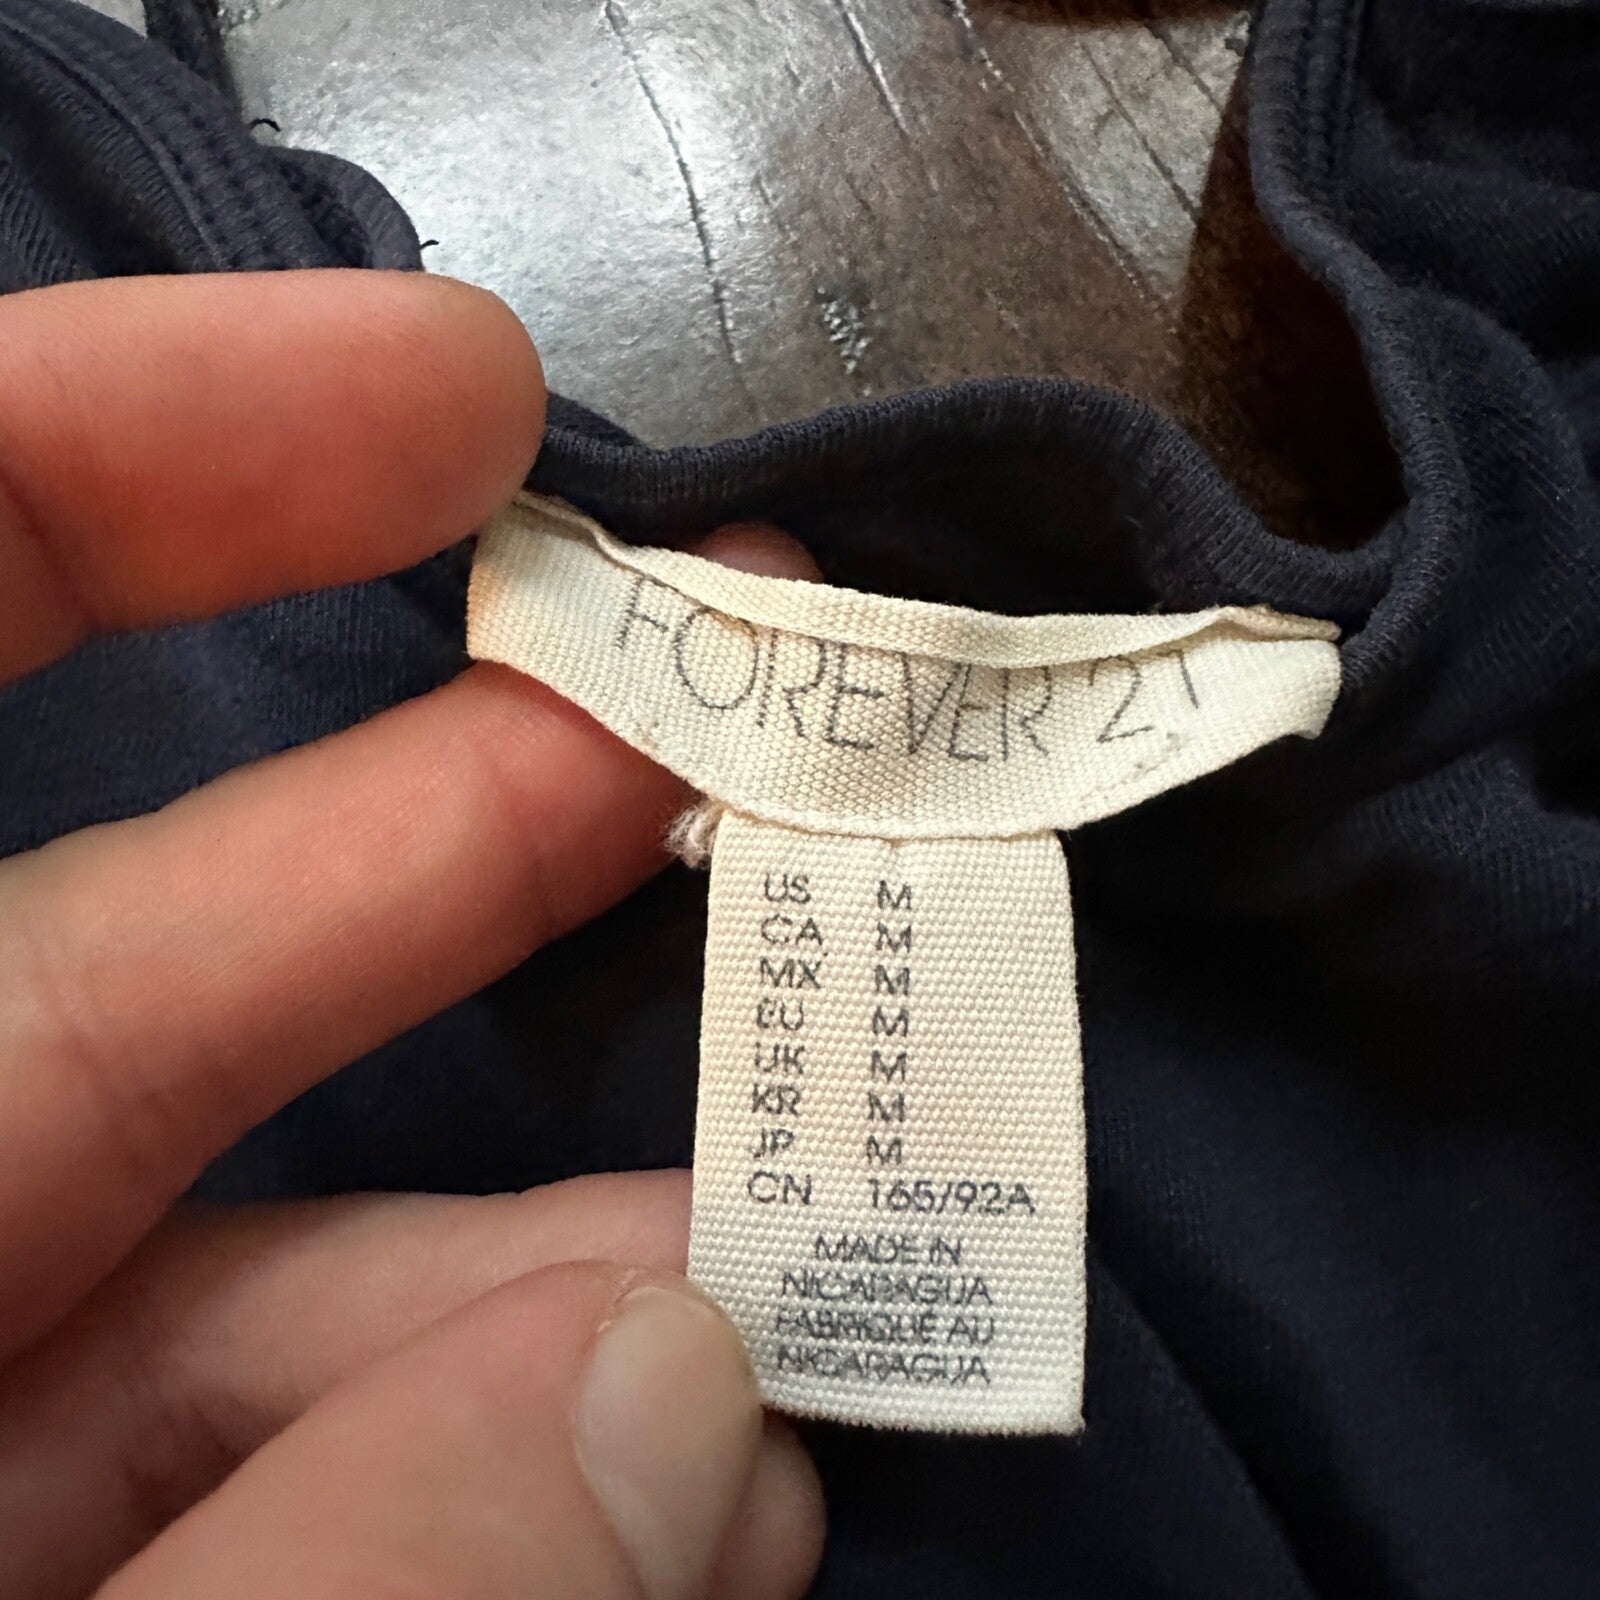 FOREVER 21
US M
CA M
MX M
EU M
UK M
KR M
JP M
CN 165/92A
MADE IN
NICARAGUA
FABRIQUÉ AU
NICARAGUA